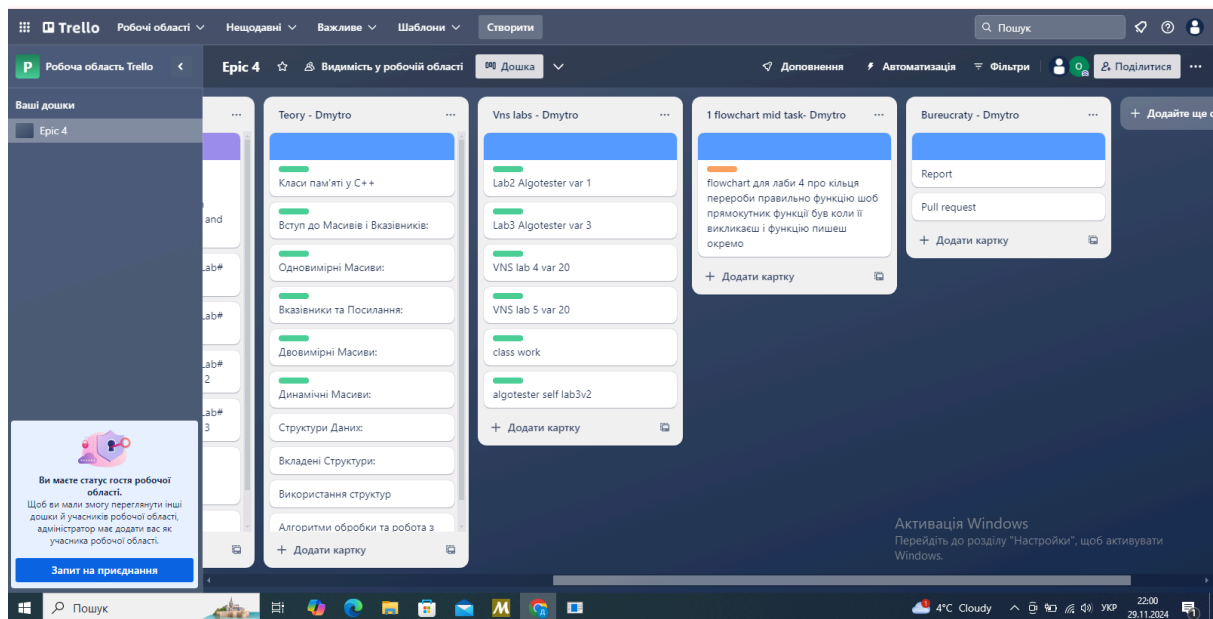 Trello
Робочі області
Нещодавні
Важливе
Шаблони
Створити
Пошук
P
Робоча область Trello
Epic 4
Видимість у робочій області
Дошка
Доповнення
Автоматизація
Фільтри
O
Поділитися
Ваші дошки
Epic 4
and
Lab#
Lab#
Lab#
2
Lab#
3
Teory - Dmytro
Класи пам'яті у C++
Вступ до Масивів і Вказівників:
Одновимірні Масиви:
Вказівники та Посилання:
Двовимірні Масиви:
Динамічні Масиви:
Структури Даних:
Вкладені Структури:
Використання структур
Алгоритми обробки та робота з
+ Додати картку
Vns labs - Dmytro
Lab2 Algotester var 1
Lab3 Algotester var 3
VNS lab 4 var 20
VNS lab 5 var 20
class work
algotester self lab3v2
+ Додати картку
1 flowchart mid task- Dmytro
flowchart для лаби 4 про кільця
перероби правильно функцію шоб
прямокутник функції був коли її
викликаєш і функцію пишеш
окремо
+ Додати картку
Bureucraty - Dmytro
Report
Pull request
+ Додати картку
+ Додайте ще
Ви маєте статус гостя робочої
області.
Щоб ви мали змогу переглянути інші
дошки й учасників робочої області,
адміністратор має додати вас як
учасника робочої області.
Запит на приєднання
Активація Windows
Перейдіть до розділу "Настройки", щоб активувати
Windows.
Пошук
4°C Cloudy
УКР
22:00
29.11.2024